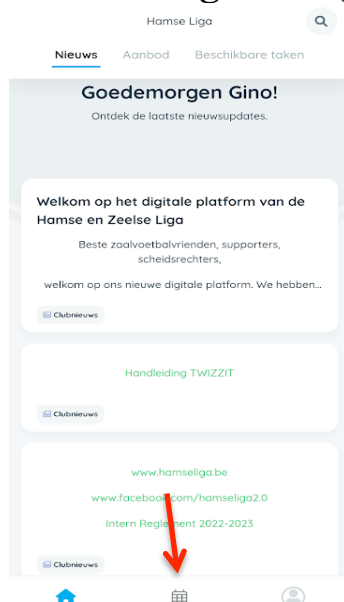 Hamse Liga
Nieuws Aanbod Beschikbare taken
Goedemorgen Gino!
Ontdek de laatste nieuwsupdates.
Welkom op het digitale platform van de
Hamse en Zeelse Liga
Beste zaalvoetbalvrienden, supporters,
scheidsrechters,
welkom op ons nieuwe digitale platform. We hebben...
Clubnieuws
Handleiding TWIZZIT
Clubnieuws
www.hamseliga.be
www.facebook.com/hamseliga2.0
Intern Reglement 2022-2023
Clubnieuws